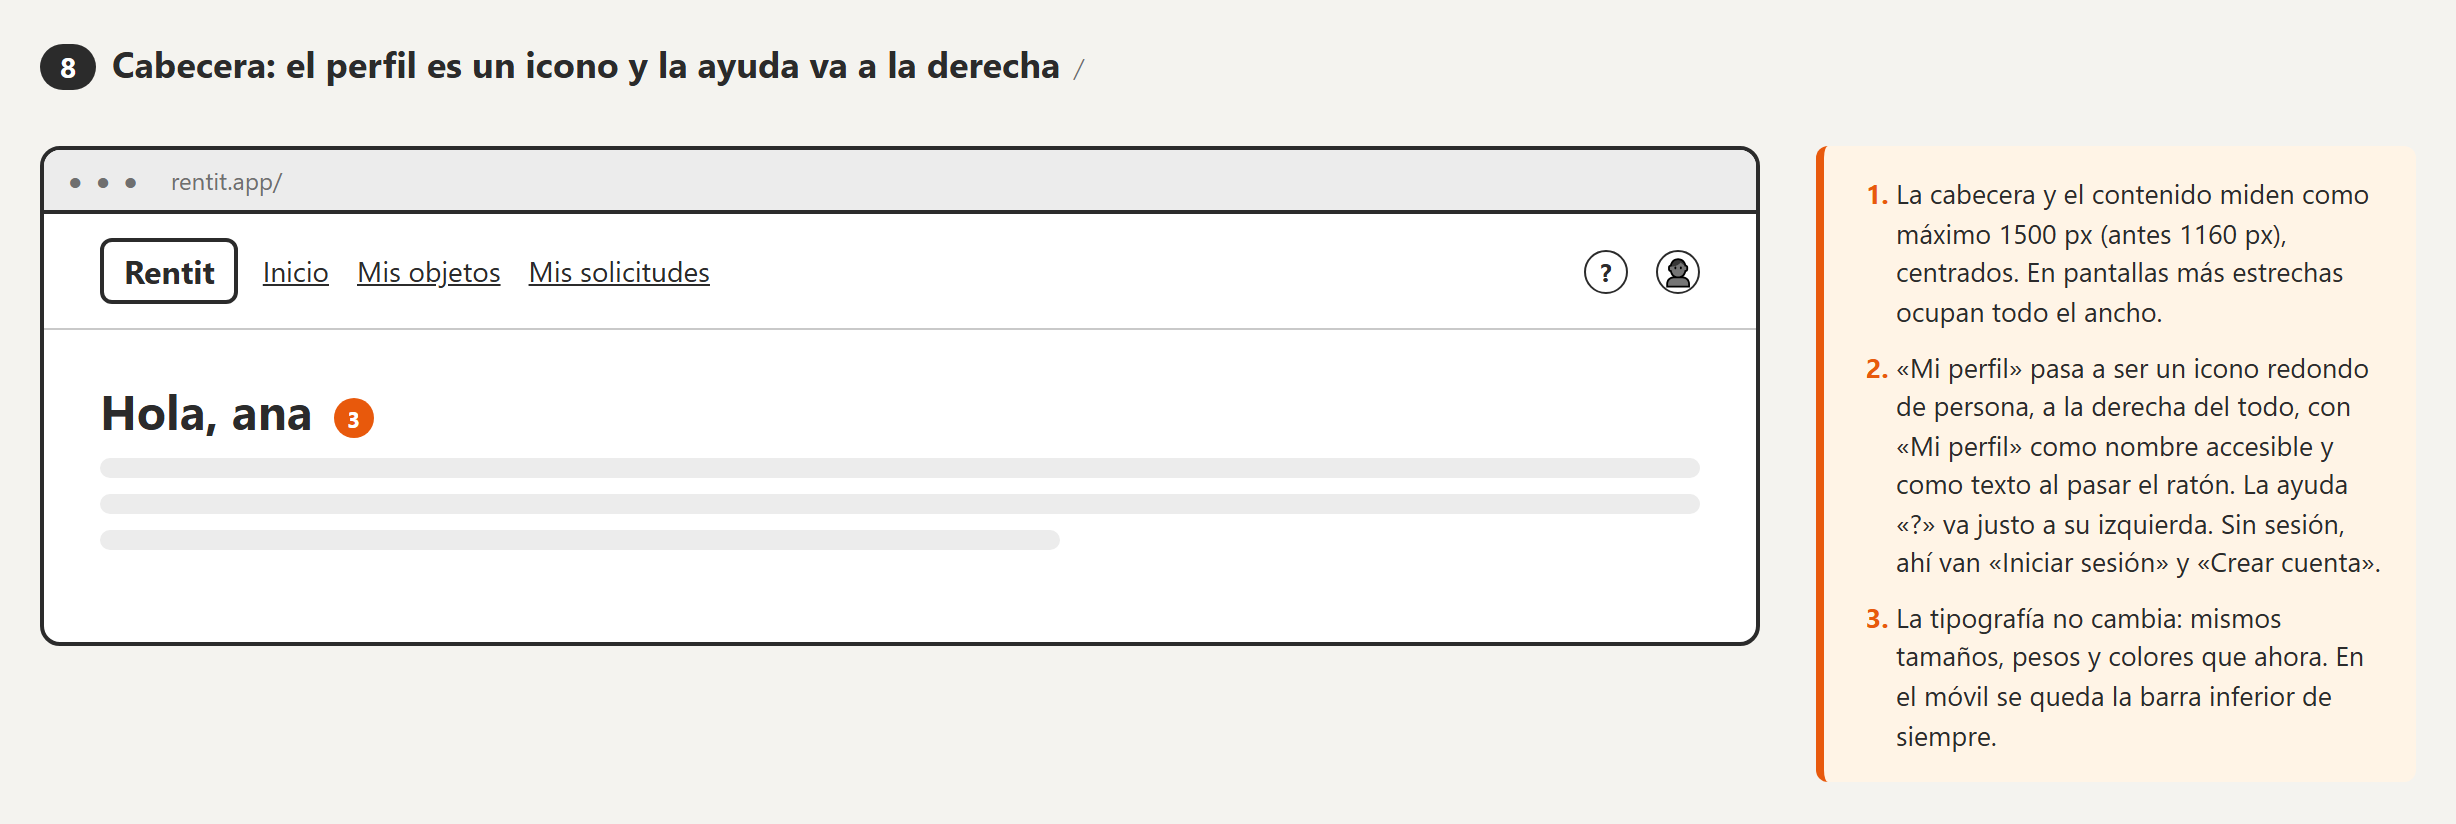 8 Cabecera: el perfil es un icono y la ayuda va a la derecha /
rentit.app/
Rentit Inicio Mis objetos Mis solicitudes ?
Hola, ana 3
1. La cabecera y el contenido miden como
máximo 1500 px (antes 1160 px),
centrados. En pantallas más estrechas
ocupan todo el ancho.
2. «Mi perfil» pasa a ser un icono redondo
de persona, a la derecha del todo, con
«Mi perfil» como nombre accesible y
como texto al pasar el ratón. La ayuda
«?» va justo a su izquierda. Sin sesión,
ahí van «Iniciar sesión» y «Crear cuenta».
3. La tipografía no cambia: mismos
tamaños, pesos y colores que ahora. En
el móvil se queda la barra inferior de
siempre.